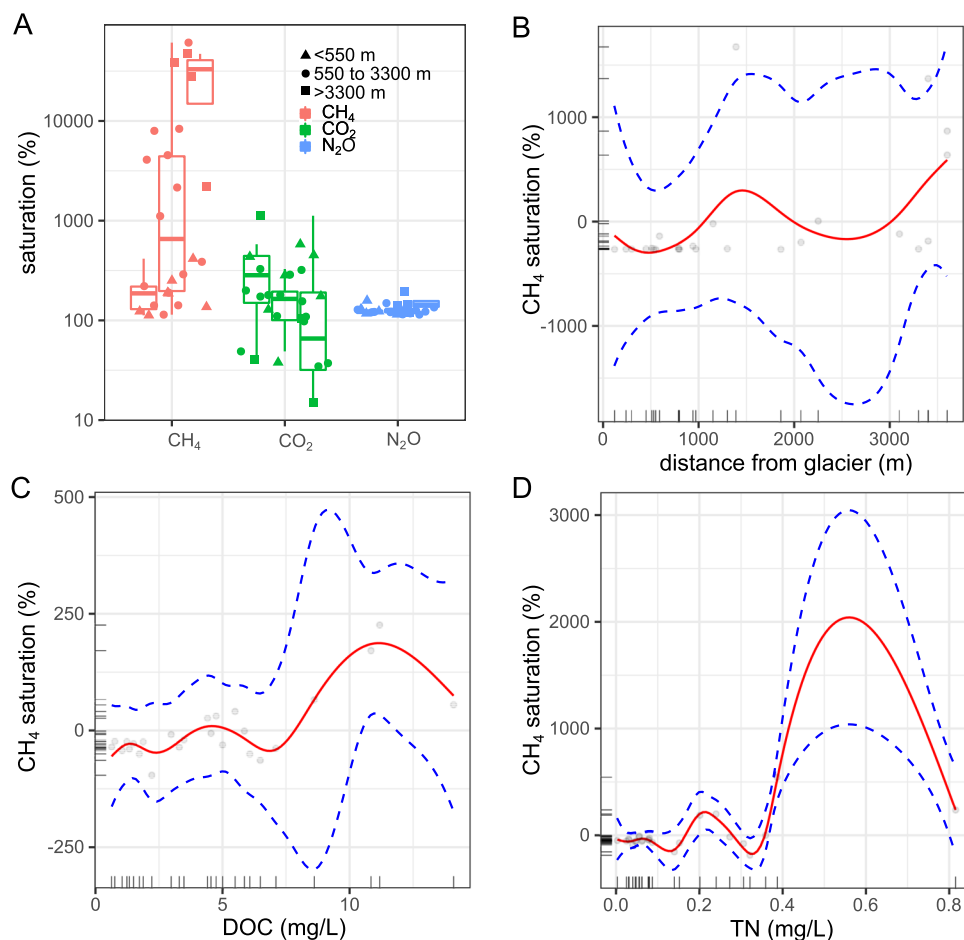 A
saturation (%)
10000
1000
100
10
CH₄
CO₂
N₂O
<550 m
550 to 3300 m
>3300 m
CH₄
CO₂
N₂O
B
CH₄ saturation (%)
1000
0
-1000
0
1000
2000
3000
distance from glacier (m)
C
CH₄ saturation (%)
500
250
0
-250
0
5
10
DOC (mg/L)
D
CH₄ saturation (%)
3000
2000
1000
0
0.0
0.2
0.4
0.6
0.8
TN (mg/L)